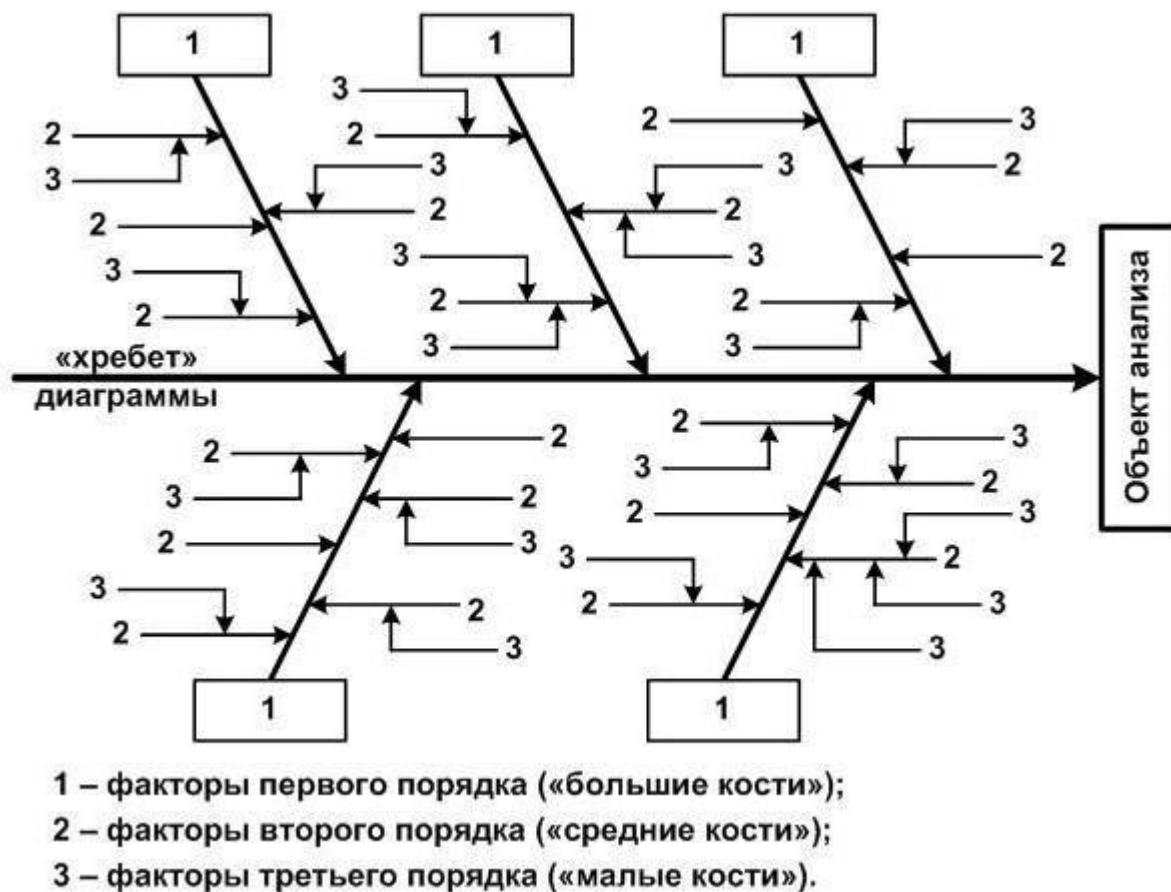 1 1 1
3
2 2 2 3
3 3 3 2
2 2 2
3
3 3 2
2 2 2
3 3
«хребет»
диаграммы
Объект анализа
2 2
2 3
3 2
3 2 2
2 3 2 3
3 3 2
3 2 2 3
2 3 3
1 1
1 – факторы первого порядка («большие кости»);
2 – факторы второго порядка («средние кости»);
3 – факторы третьего порядка («малые кости»).